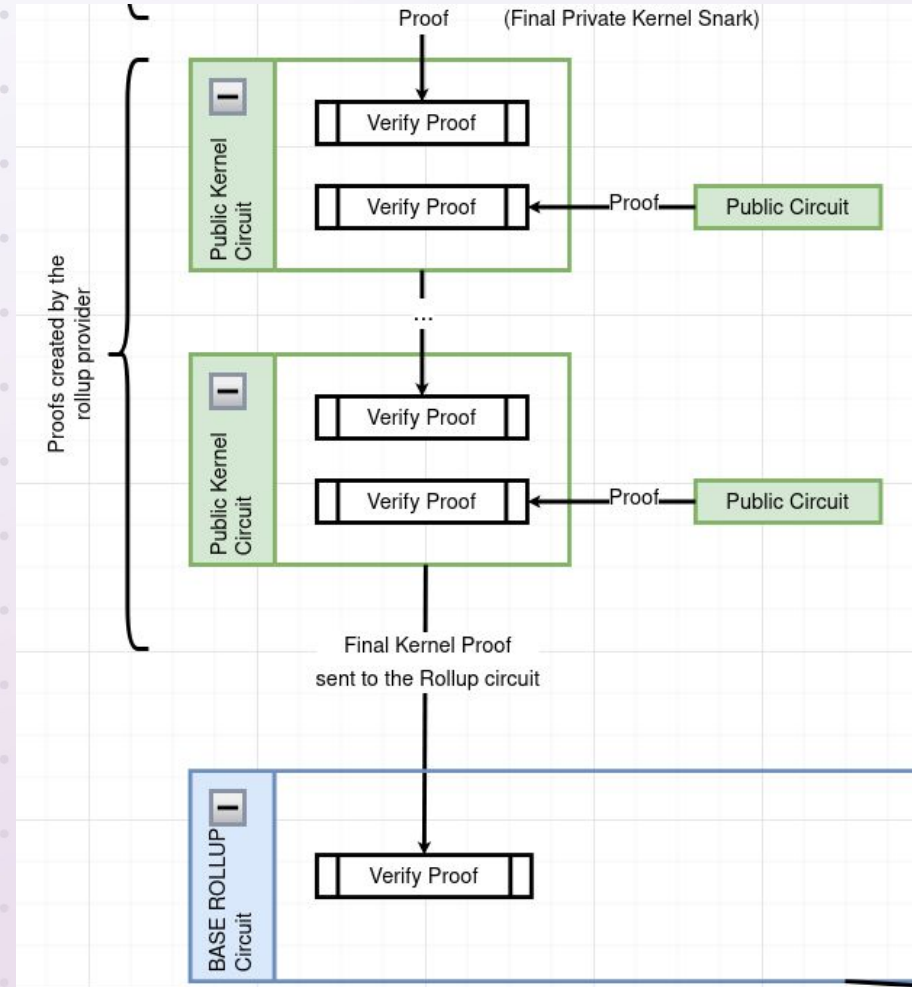 Proof (Final Private Kernel Snark)
Public Kernel
Circuit
Verify Proof
Verify Proof
Proof
Public Circuit
Proofs created by the
rollup provider
...
Public Kernel
Circuit
Verify Proof
Verify Proof
Proof
Public Circuit
Final Kernel Proof
sent to the Rollup circuit
BASE ROLLUP
Circuit
Verify Proof